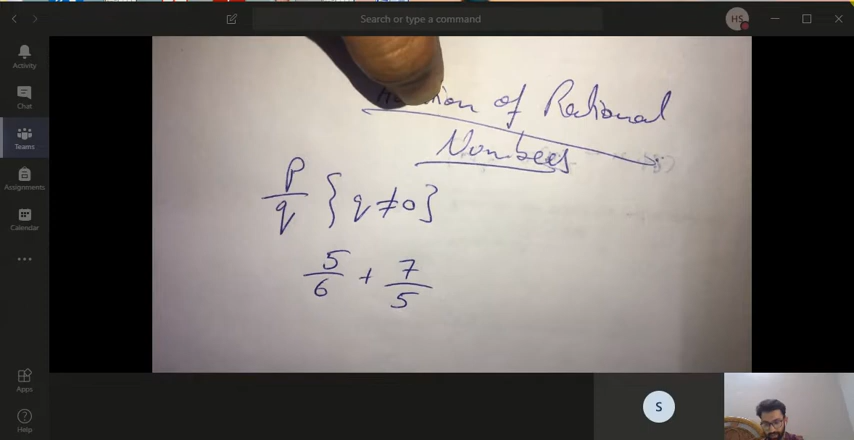 Search or type a command
HS
Activity
Chat
Teams
Assignments
Calendar
Apps
Help
of Rational
Numbers
P
q { q ≠ 0 }
5/6 + 7/5
S